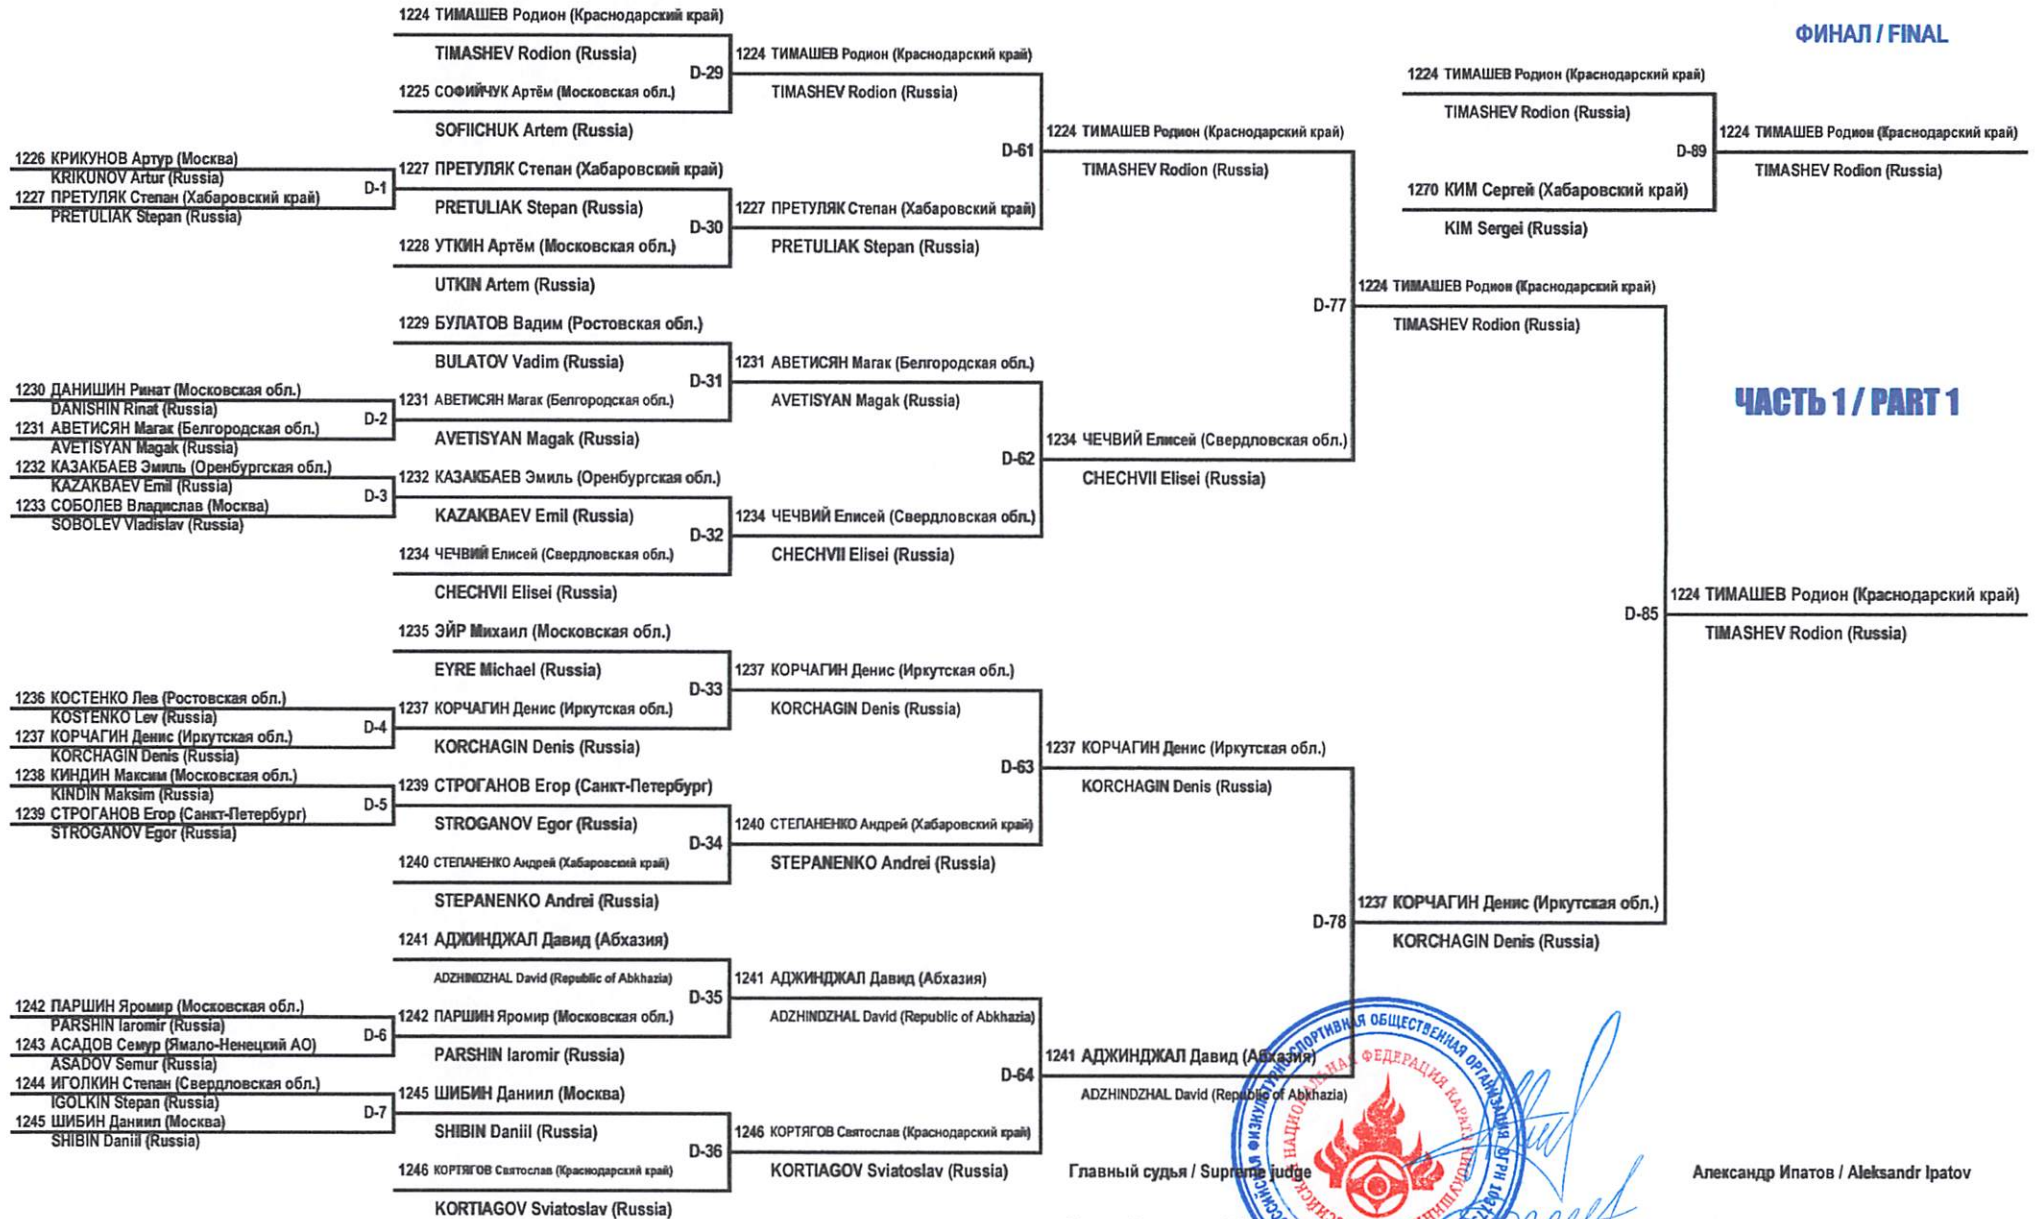 ФИНАЛ / FINAL
ЧАСТЬ 1 / PART 1
1226 КРИКУНОВ Артур (Москва)
KRIKUNOV Artur (Russia)
D-1
1227 ПРЕТУЛЯК Степан (Хабаровский край)
PRETULIAK Stepan (Russia)
1230 ДАНИШИН Ринат (Московская обл.)
DANISHIN Rinat (Russia)
D-2
1231 АВЕТИСЯН Магак (Белгородская обл.)
AVETISYAN Magak (Russia)
1232 КАЗАКБАЕВ Эмиль (Оренбургская обл.)
KAZAKBAEV Emil (Russia)
D-3
1233 СОБОЛЕВ Владислав (Москва)
SOBOLEV Vladislav (Russia)
1236 КОСТЕНКО Лев (Ростовская обл.)
KOSTENKO Lev (Russia)
D-4
1237 КОРЧАГИН Денис (Иркутская обл.)
KORCHAGIN Denis (Russia)
1238 КИНДИН Максим (Московская обл.)
KINDIN Maksim (Russia)
D-5
1239 СТРОГАНОВ Егор (Санкт-Петербург)
STROGANOV Egor (Russia)
1242 ПАРШИН Яромир (Московская обл.)
PARSHIN Iaromir (Russia)
D-6
1243 АСАДОВ Семур (Ямало-Ненецкий АО)
ASADOV Semur (Russia)
1244 ИГОЛКИН Степан (Свердловская обл.)
IGOLKIN Stepan (Russia)
D-7
1245 ШИБИН Даниил (Москва)
SHIBIN Daniil (Russia)
1224 ТИМАШЕВ Родион (Краснодарский край)
TIMASHEV Rodion (Russia)
D-29
1225 СОФИЙЧУК Артём (Московская обл.)
SOFIICHUK Artem (Russia)
1227 ПРЕТУЛЯК Степан (Хабаровский край)
PRETULIAK Stepan (Russia)
D-30
1228 УТКИН Артём (Московская обл.)
UTKIN Artem (Russia)
1229 БУЛАТОВ Вадим (Ростовская обл.)
BULATOV Vadim (Russia)
D-31
1231 АВЕТИСЯН Магак (Белгородская обл.)
AVETISYAN Magak (Russia)
1232 КАЗАКБАЕВ Эмиль (Оренбургская обл.)
KAZAKBAEV Emil (Russia)
D-32
1234 ЧЕЧВИЙ Елисей (Свердловская обл.)
CHECHVII Elisei (Russia)
1235 ЭЙР Михаил (Московская обл.)
EYRE Michael (Russia)
D-33
1237 КОРЧАГИН Денис (Иркутская обл.)
KORCHAGIN Denis (Russia)
1239 СТРОГАНОВ Егор (Санкт-Петербург)
STROGANOV Egor (Russia)
D-34
1240 СТЕПАНЕНКО Андрей (Хабаровский край)
STEPANENKO Andrei (Russia)
1241 АДЖИНДЖАЛ Давид (Абхазия)
ADZHINDZHAL David (Republic of Abkhazia)
D-35
1242 ПАРШИН Яромир (Московская обл.)
PARSHIN Iaromir (Russia)
1245 ШИБИН Даниил (Москва)
SHIBIN Daniil (Russia)
D-36
1246 КОРТЯГОВ Святослав (Краснодарский край)
KORTIAGOV Sviatoslav (Russia)
1224 ТИМАШЕВ Родион (Краснодарский край)
TIMASHEV Rodion (Russia)
D-61
1227 ПРЕТУЛЯК Степан (Хабаровский край)
PRETULIAK Stepan (Russia)
1231 АВЕТИСЯН Магак (Белгородская обл.)
AVETISYAN Magak (Russia)
D-62
1234 ЧЕЧВИЙ Елисей (Свердловская обл.)
CHECHVII Elisei (Russia)
1237 КОРЧАГИН Денис (Иркутская обл.)
KORCHAGIN Denis (Russia)
D-63
1240 СТЕПАНЕНКО Андрей (Хабаровский край)
STEPANENKO Andrei (Russia)
1241 АДЖИНДЖАЛ Давид (Абхазия)
ADZHINDZHAL David (Republic of Abkhazia)
D-64
1246 КОРТЯГОВ Святослав (Краснодарский край)
KORTIAGOV Sviatoslav (Russia)
1224 ТИМАШЕВ Родион (Краснодарский край)
TIMASHEV Rodion (Russia)
D-77
1234 ЧЕЧВИЙ Елисей (Свердловская обл.)
CHECHVII Elisei (Russia)
1237 КОРЧАГИН Денис (Иркутская обл.)
KORCHAGIN Denis (Russia)
D-78
1241 АДЖИНДЖАЛ Давид (Абхазия)
ADZHINDZHAL David (Republic of Abkhazia)
1224 ТИМАШЕВ Родион (Краснодарский край)
TIMASHEV Rodion (Russia)
D-85
1237 КОРЧАГИН Денис (Иркутская обл.)
KORCHAGIN Denis (Russia)
1224 ТИМАШЕВ Родион (Краснодарский край)
TIMASHEV Rodion (Russia)
1224 ТИМАШЕВ Родион (Краснодарский край)
TIMASHEV Rodion (Russia)
D-89
1270 КИМ Сергей (Хабаровский край)
KIM Sergei (Russia)
1224 ТИМАШЕВ Родион (Краснодарский край)
TIMASHEV Rodion (Russia)
Главный судья / Supreme judge
Александр Ипатов / Aleksandr Ipatov
ФИЗКУЛЬТУРНО-СПОРТИВНАЯ ОБЩЕСТВЕННАЯ ОРГАНИЗАЦИЯ ОГРН
НАЦИОНАЛЬНАЯ ФЕДЕРАЦИЯ КАРАТЭ